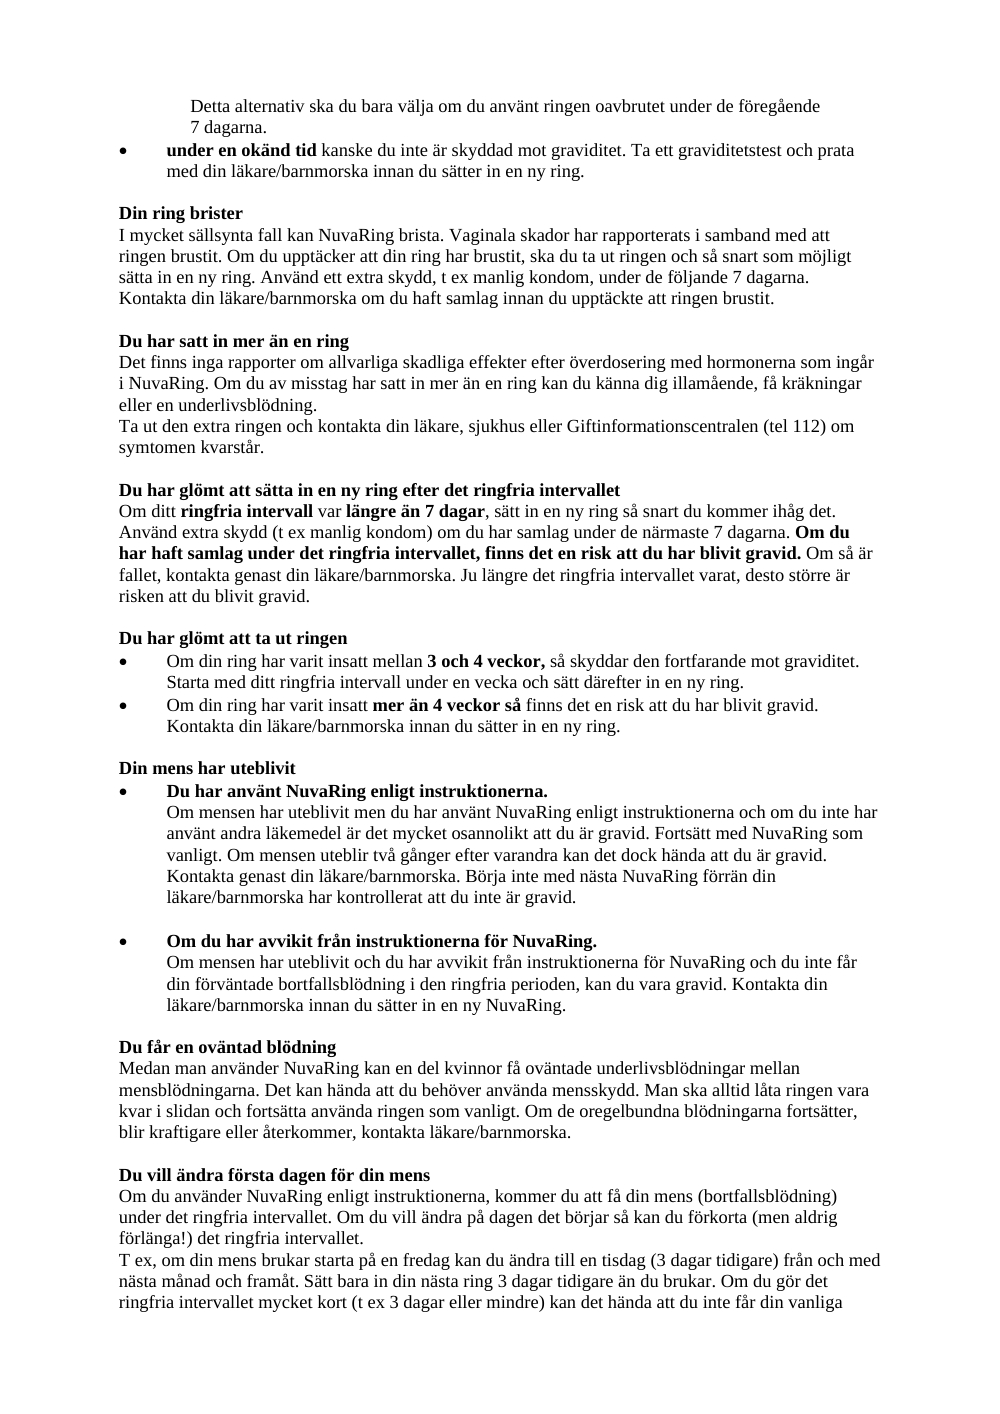 Detta alternativ ska du bara välja om du använt ringen oavbrutet under de föregående
7 dagarna.
• under en okänd tid kanske du inte är skyddad mot graviditet. Ta ett graviditetstest och prata
med din läkare/barnmorska innan du sätter in en ny ring.
Din ring brister
I mycket sällsynta fall kan NuvaRing brista. Vaginala skador har rapporterats i samband med att
ringen brustit. Om du upptäcker att din ring har brustit, ska du ta ut ringen och så snart som möjligt
sätta in en ny ring. Använd ett extra skydd, t ex manlig kondom, under de följande 7 dagarna.
Kontakta din läkare/barnmorska om du haft samlag innan du upptäckte att ringen brustit.
Du har satt in mer än en ring
Det finns inga rapporter om allvarliga skadliga effekter efter överdosering med hormonerna som ingår
i NuvaRing. Om du av misstag har satt in mer än en ring kan du känna dig illamående, få kräkningar
eller en underlivsblödning.
Ta ut den extra ringen och kontakta din läkare, sjukhus eller Giftinformationscentralen (tel 112) om
symtomen kvarstår.
Du har glömt att sätta in en ny ring efter det ringfria intervallet
Om ditt ringfria intervall var längre än 7 dagar, sätt in en ny ring så snart du kommer ihåg det.
Använd extra skydd (t ex manlig kondom) om du har samlag under de närmaste 7 dagarna. Om du
har haft samlag under det ringfria intervallet, finns det en risk att du har blivit gravid. Om så är
fallet, kontakta genast din läkare/barnmorska. Ju längre det ringfria intervallet varat, desto större är
risken att du blivit gravid.
Du har glömt att ta ut ringen
• Om din ring har varit insatt mellan 3 och 4 veckor, så skyddar den fortfarande mot graviditet.
Starta med ditt ringfria intervall under en vecka och sätt därefter in en ny ring.
• Om din ring har varit insatt mer än 4 veckor så finns det en risk att du har blivit gravid.
Kontakta din läkare/barnmorska innan du sätter in en ny ring.
Din mens har uteblivit
• Du har använt NuvaRing enligt instruktionerna.
Om mensen har uteblivit men du har använt NuvaRing enligt instruktionerna och om du inte har
använt andra läkemedel är det mycket osannolikt att du är gravid. Fortsätt med NuvaRing som
vanligt. Om mensen uteblir två gånger efter varandra kan det dock hända att du är gravid.
Kontakta genast din läkare/barnmorska. Börja inte med nästa NuvaRing förrän din
läkare/barnmorska har kontrollerat att du inte är gravid.
• Om du har avvikit från instruktionerna för NuvaRing.
Om mensen har uteblivit och du har avvikit från instruktionerna för NuvaRing och du inte får
din förväntade bortfallsblödning i den ringfria perioden, kan du vara gravid. Kontakta din
läkare/barnmorska innan du sätter in en ny NuvaRing.
Du får en oväntad blödning
Medan man använder NuvaRing kan en del kvinnor få oväntade underlivsblödningar mellan
mensblödningarna. Det kan hända att du behöver använda mensskydd. Man ska alltid låta ringen vara
kvar i slidan och fortsätta använda ringen som vanligt. Om de oregelbundna blödningarna fortsätter,
blir kraftigare eller återkommer, kontakta läkare/barnmorska.
Du vill ändra första dagen för din mens
Om du använder NuvaRing enligt instruktionerna, kommer du att få din mens (bortfallsblödning)
under det ringfria intervallet. Om du vill ändra på dagen det börjar så kan du förkorta (men aldrig
förlänga!) det ringfria intervallet.
T ex, om din mens brukar starta på en fredag kan du ändra till en tisdag (3 dagar tidigare) från och med
nästa månad och framåt. Sätt bara in din nästa ring 3 dagar tidigare än du brukar. Om du gör det
ringfria intervallet mycket kort (t ex 3 dagar eller mindre) kan det hända att du inte får din vanliga